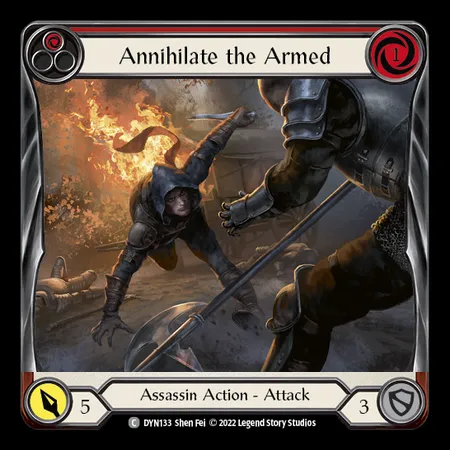 Annihilate the Armed
1
5
Assassin Action - Attack
3
C DYN133 Shen Fei © 2022 Legend Story Studios